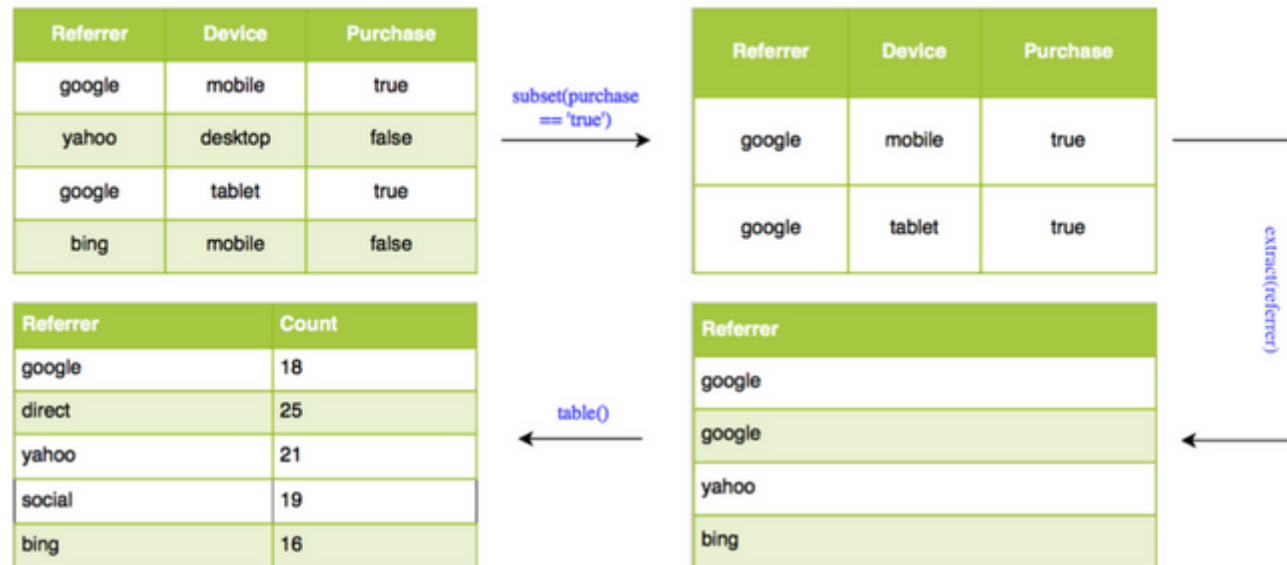 Referrer Device Purchase
google mobile true
yahoo desktop false
google tablet true
bing mobile false
subset(purchase
== 'true')
Referrer Device Purchase
google mobile true
google tablet true
extract(referrer)
Referrer
google
google
yahoo
bing
table()
Referrer Count
google 18
direct 25
yahoo 21
social 19
bing 16